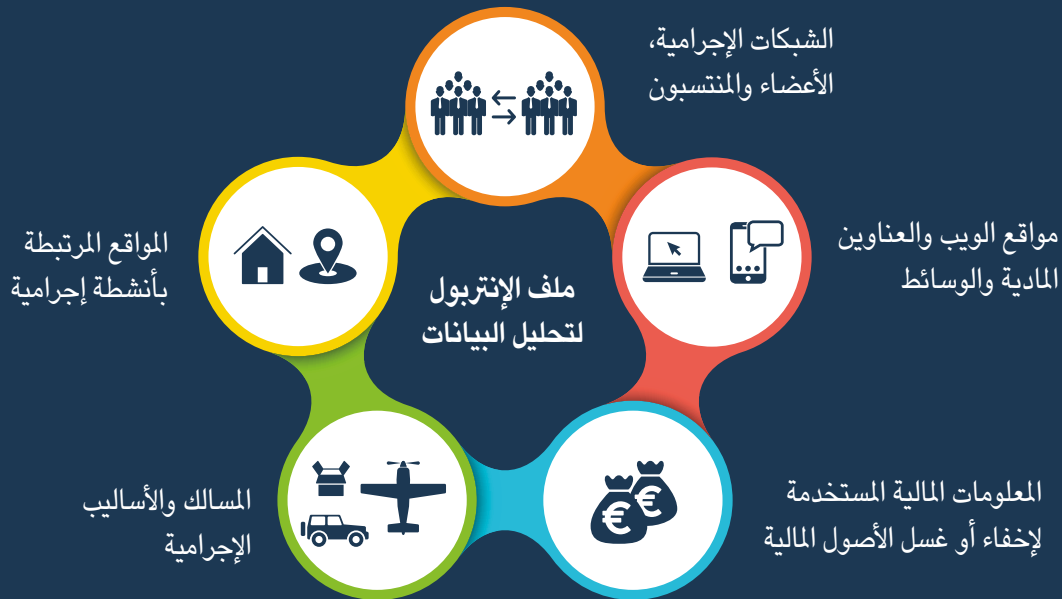 الشبكات الإجرامية،
الأعضاء والمنتسبون
مواقع الويب والعناوين
المادية والوسائط
المواقع المرتبطة
بأنشطة إجرامية
ملف الإنتربول
لتحليل البيانات
المعلومات المالية المستخدمة
لإخفاء أو غسل الأصول المالية
المسالك والأساليب
الإجرامية